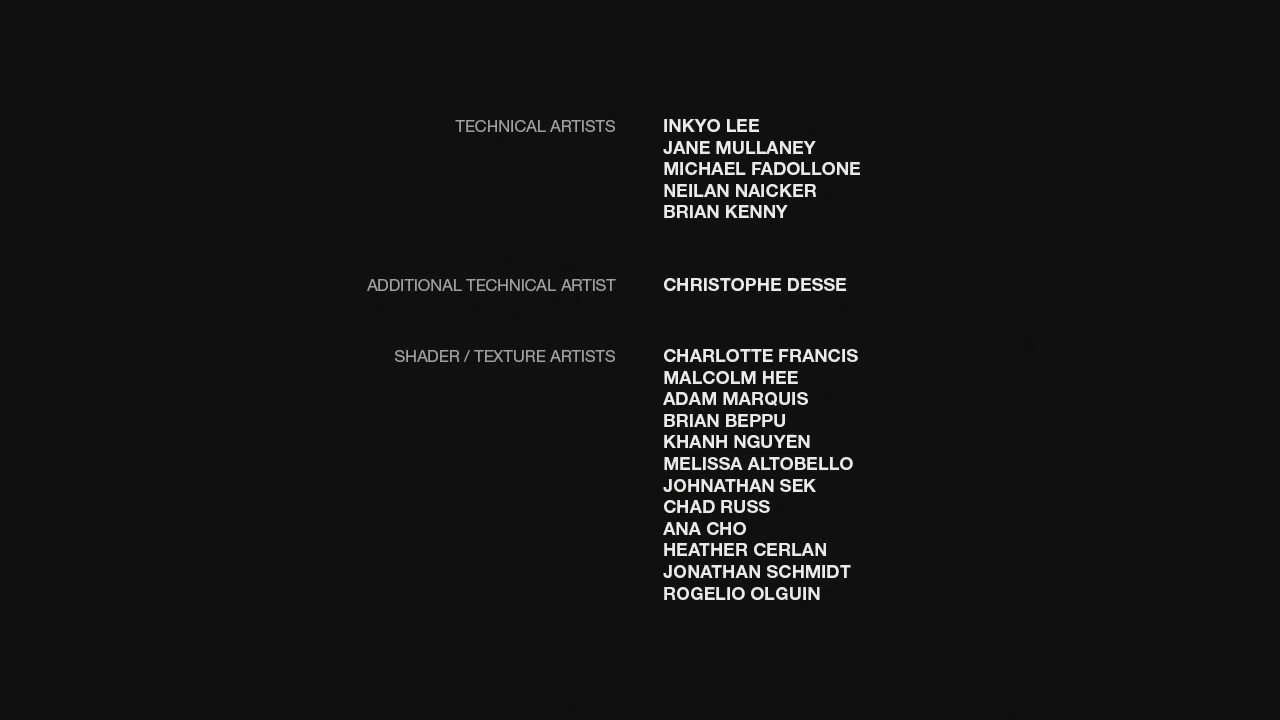 TECHNICAL ARTISTS INKYO LEE
JANE MULLANEY
MICHAEL FADOLLONE
NEILAN NAICKER
BRIAN KENNY
ADDITIONAL TECHNICAL ARTIST CHRISTOPHE DESSE
SHADER / TEXTURE ARTISTS CHARLOTTE FRANCIS
MALCOLM HEE
ADAM MARQUIS
BRIAN BEPPU
KHANH NGUYEN
MELISSA ALTOBELLO
JOHNATHAN SEK
CHAD RUSS
ANA CHO
HEATHER CERLAN
JONATHAN SCHMIDT
ROGELIO OLGUIN